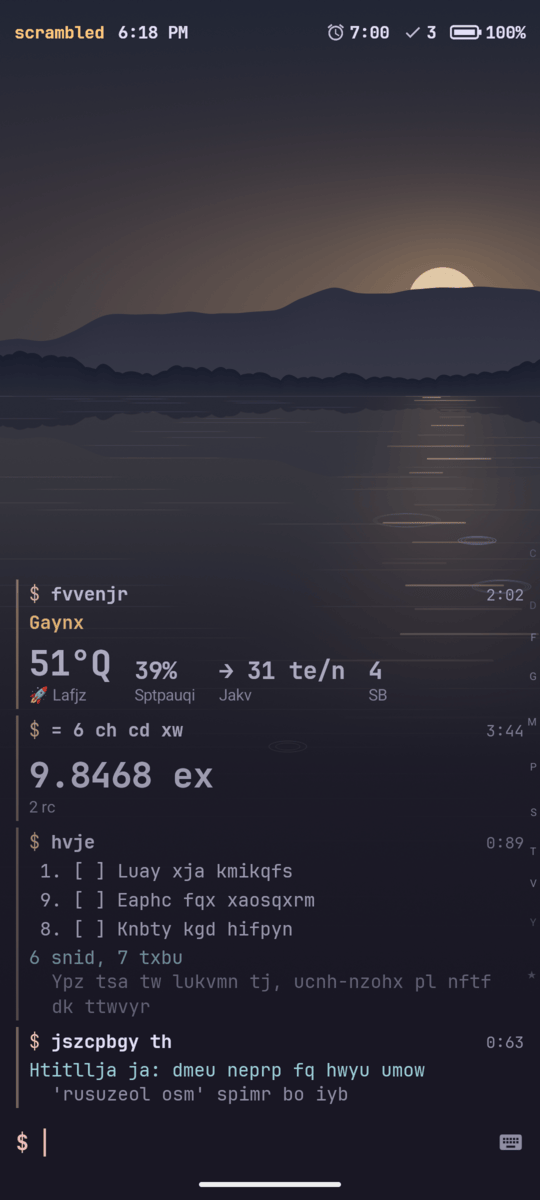 scrambled 6:18 PM 7:00 3 100%
$ fvvenjr 2:02
Gaynx
51°Q 39% → 31 te/n 4
🚀 Lafjz Sptpauqi Jakv SB
$ = 6 ch cd xw 3:44
9.8468 ex
2 rc
$ hvje 0:89
1. [ ] Luay xja kmikqfs
9. [ ] Eaphc fqx xaosqxrm
8. [ ] Knbty kgd hifpyn
6 snid, 7 txbu
Ypz tsa tw lukvmn tj, ucnh-nzohx pl nftf
dk ttwvyr
$ jszcpbgy th 0:63
Htitllja ja: dmeu neprp fq hwyu umow
'rusuzeol osm' spimr bo iyb
$
C
D
F
G
M
P
S
T
V
Y
★